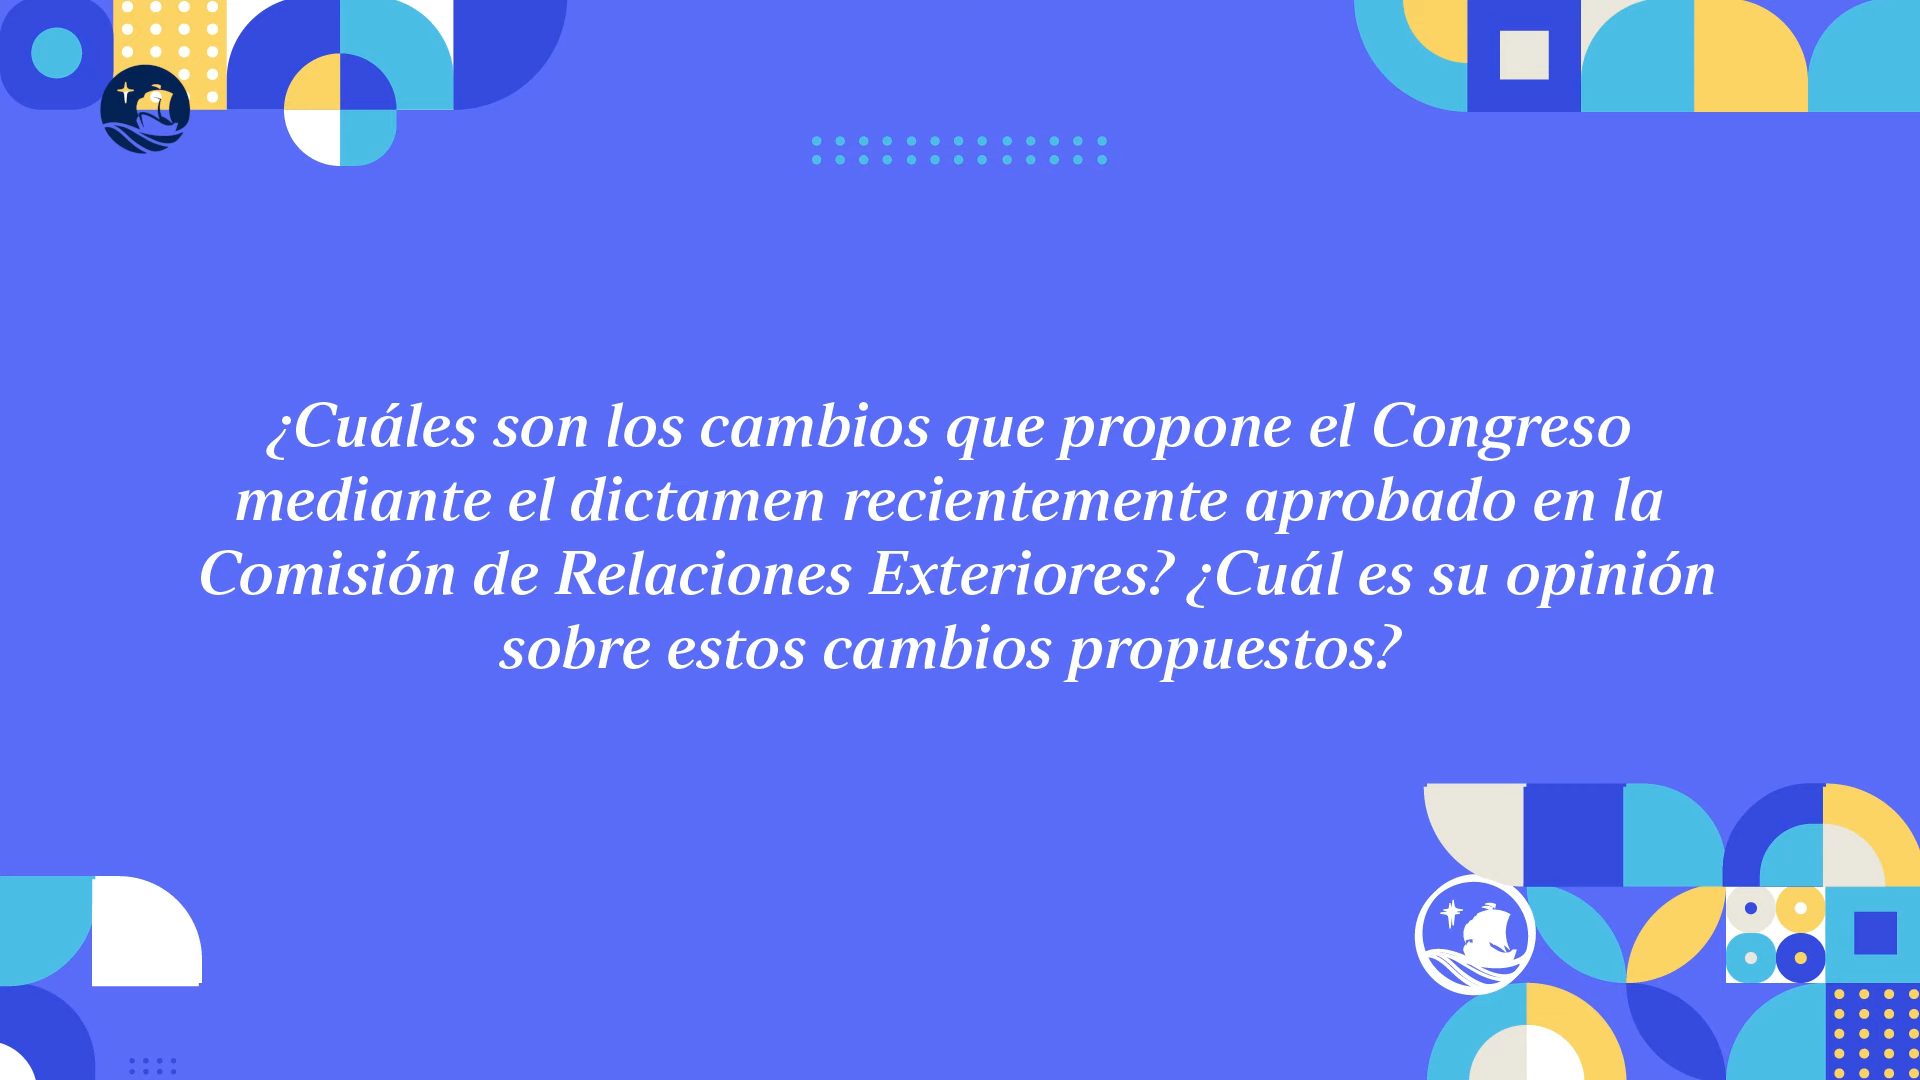 ¿Cuáles son los cambios que propone el Congreso
mediante el dictamen recientemente aprobado en la
Comisión de Relaciones Exteriores? ¿Cuál es su opinión
sobre estos cambios propuestos?